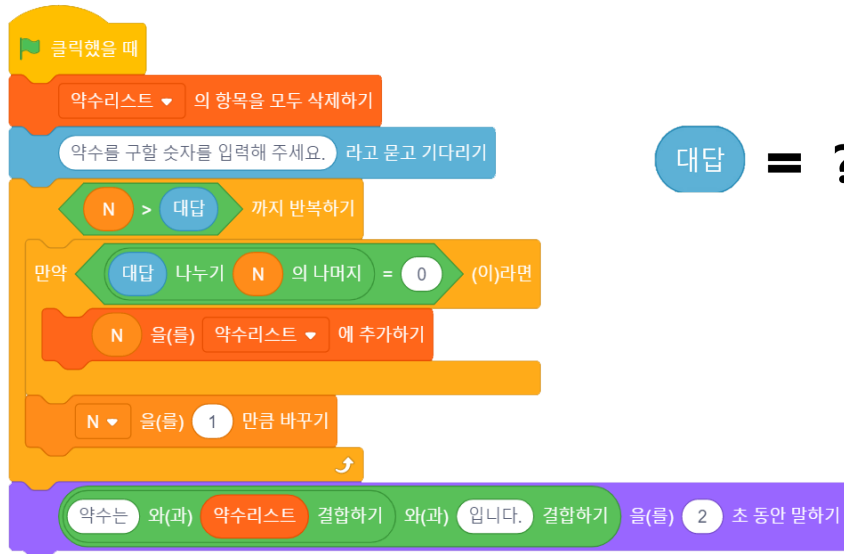 클릭했을 때
약수리스트 의 항목을 모두 삭제하기
약수를 구할 숫자를 입력해 주세요. 라고 묻고 기다리기
대답 = ?
N > 대답 까지 반복하기
만약 대답 나누기 N 의 나머지 = 0 (이)라면
N 을(를) 약수리스트 에 추가하기
N 을(를) 1 만큼 바꾸기
약수는 와(과) 약수리스트 결합하기 와(과) 입니다. 결합하기 을(를) 2 초 동안 말하기